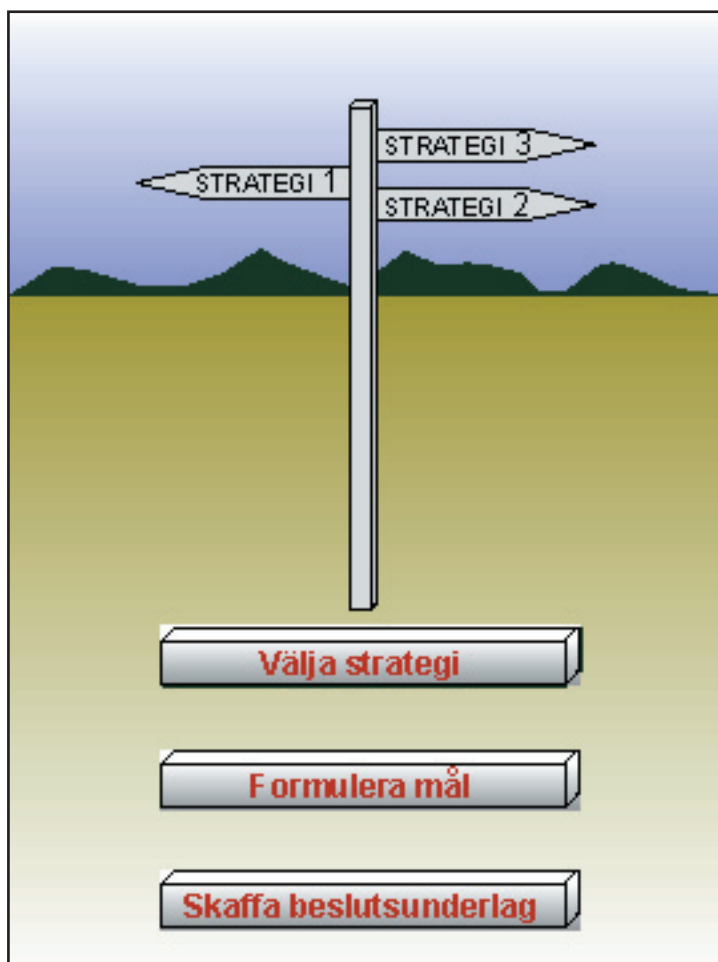 STRATEGI 3
STRATEGI 1
STRATEGI 2
Välja strategi
Formulera mål
Skaffa beslutsunderlag